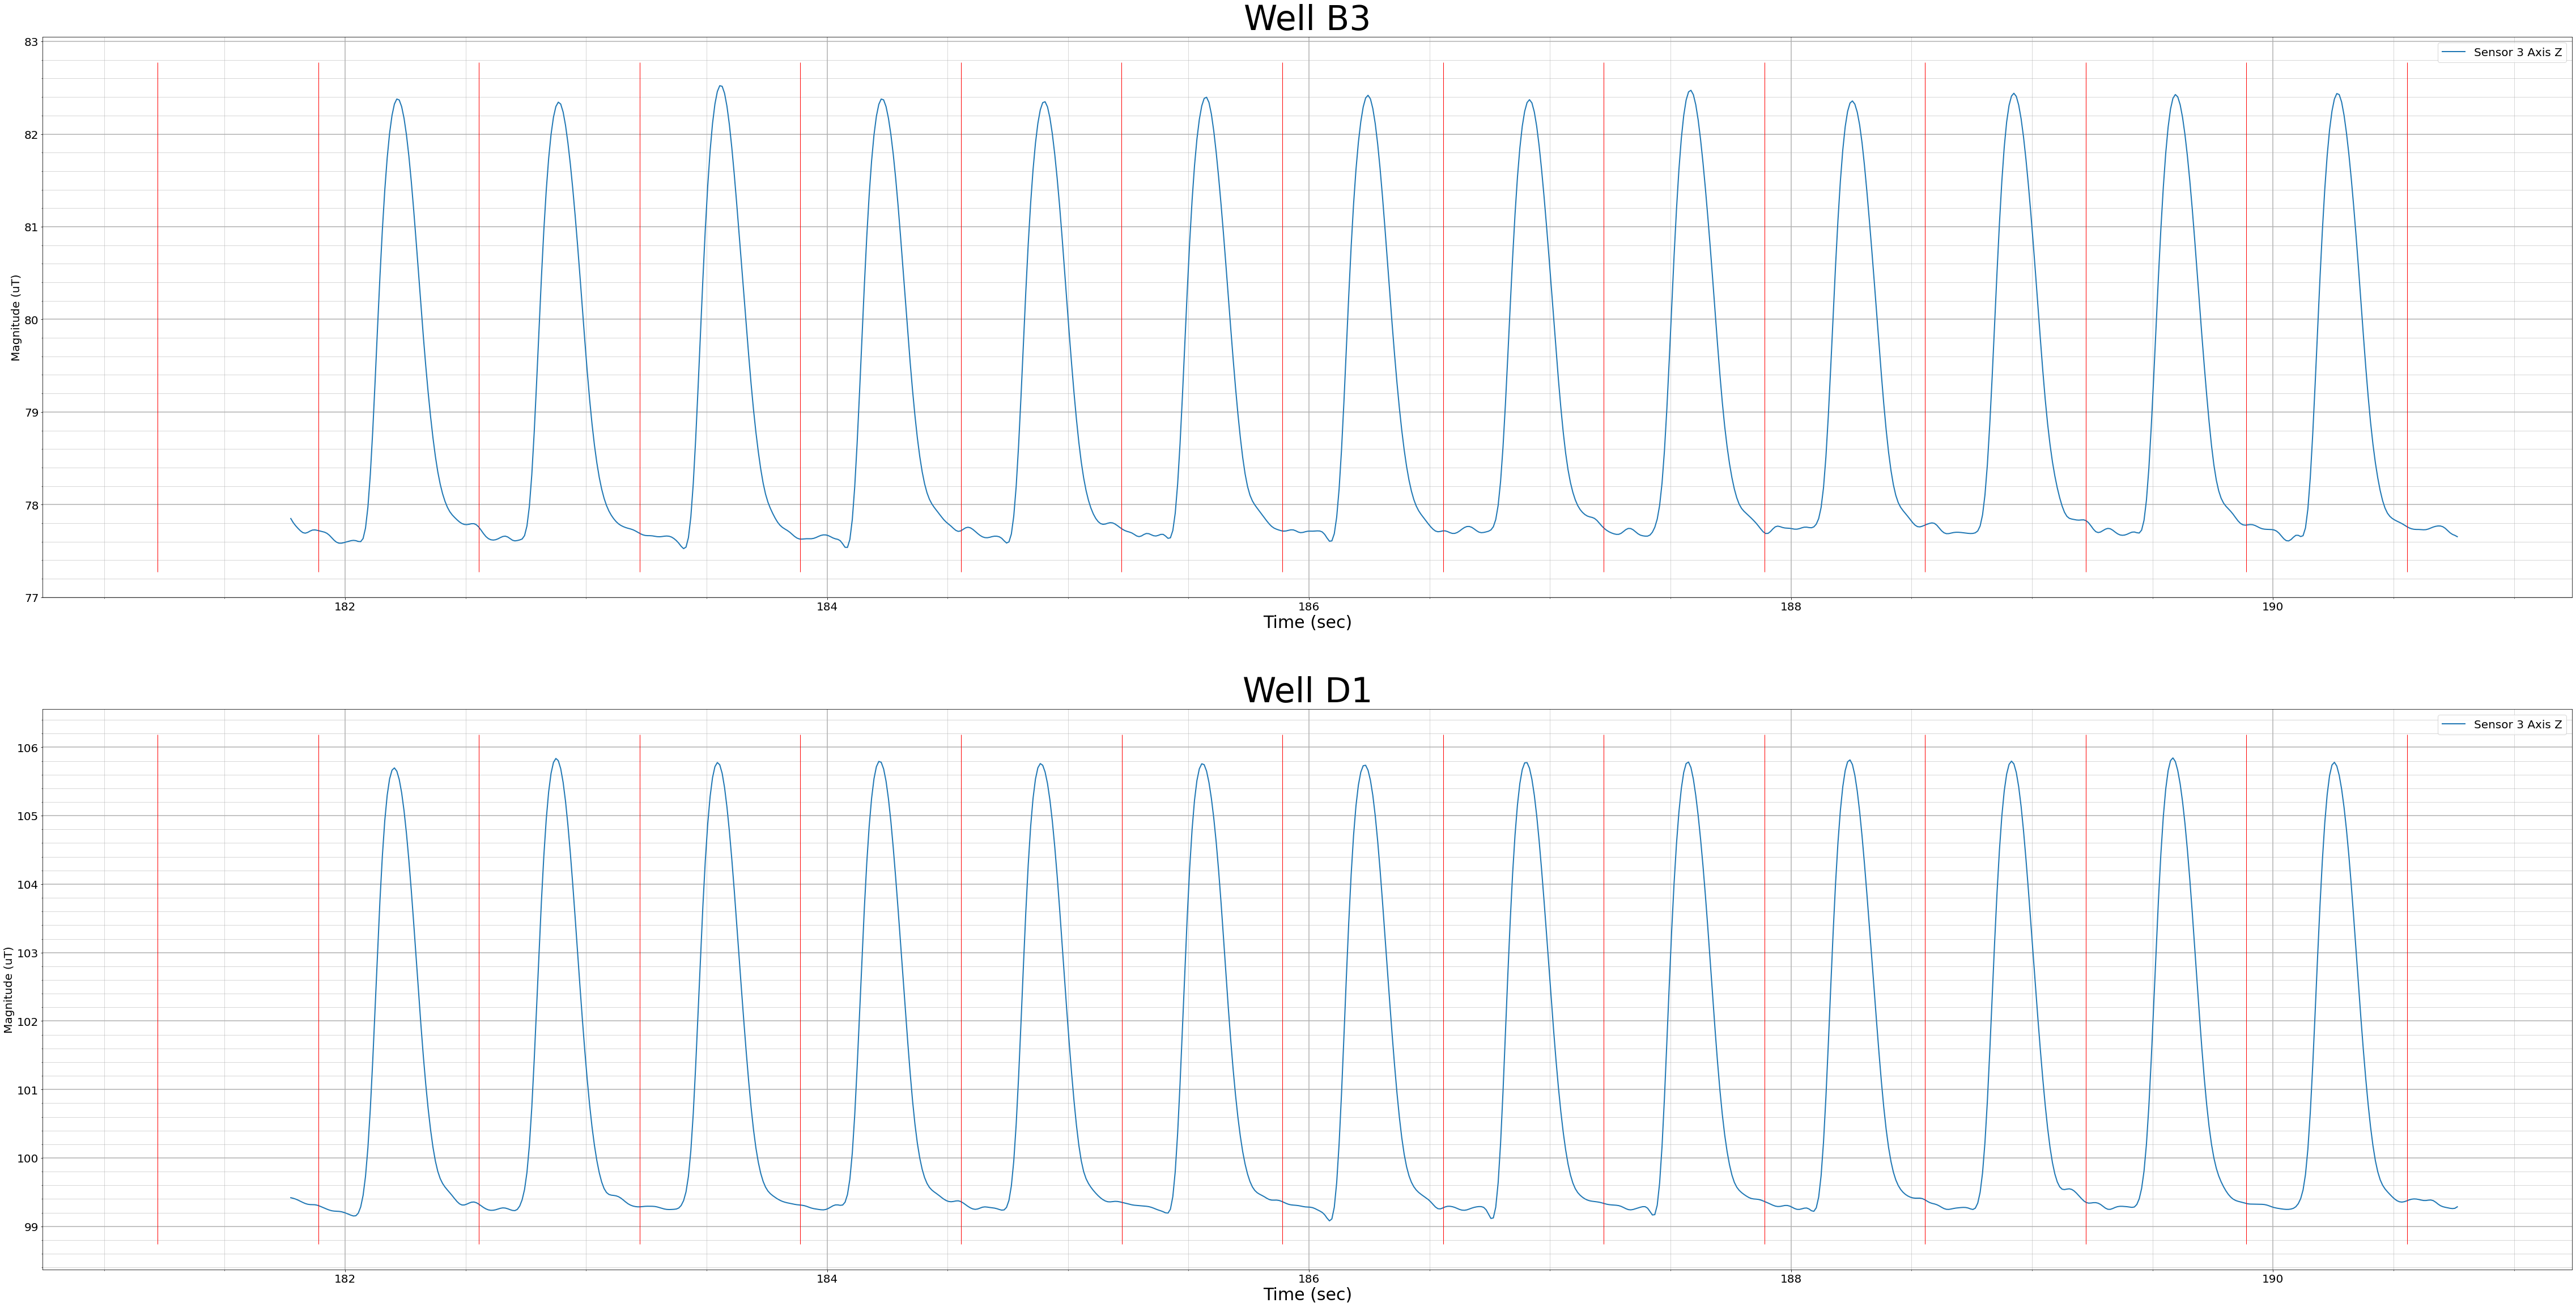 Well B3
Sensor 3 Axis Z
83
82
81
80
79
78
77
Magnitude (uT)
182 184 186 188 190
Time (sec)
Well D1
Sensor 3 Axis Z
106
105
104
103
102
101
100
99
Magnitude (uT)
182 184 186 188 190
Time (sec)